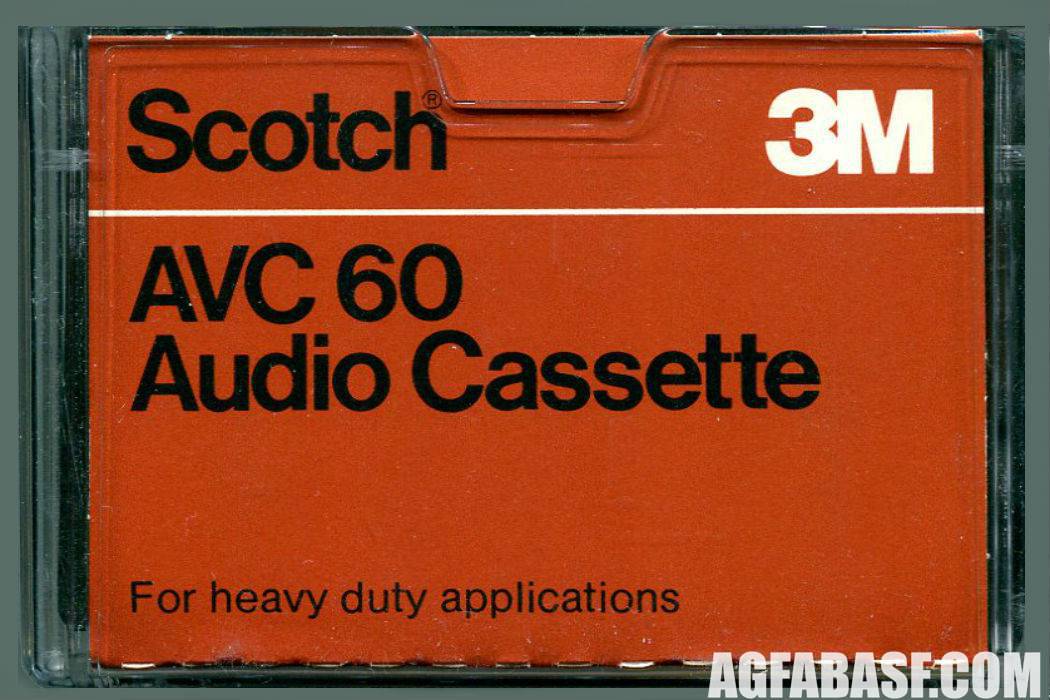 Scotch® 3M
AVC 60
Audio Cassette
For heavy duty applications
AGFABASF.COM